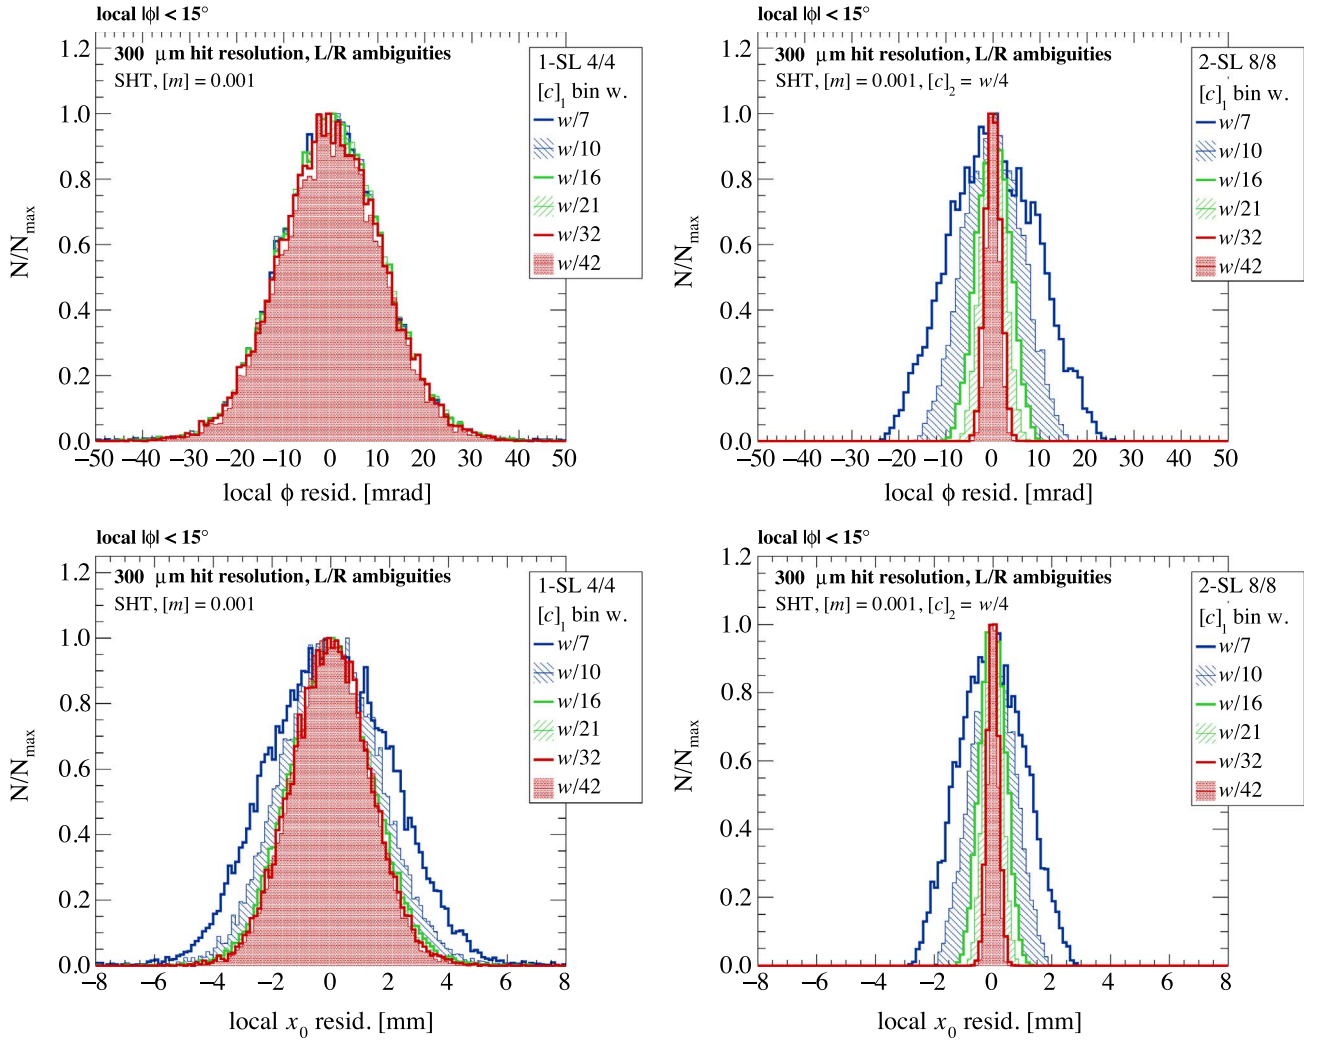 local |ϕ| < 15°
300 μm hit resolution, L/R ambiguities
SHT, [m] = 0.001
1-SL 4/4
[c]₁ bin w.
w/7
w/10
w/16
w/21
w/32
w/42
N/Nmax
1.2
1.0
0.8
0.6
0.4
0.2
0.0
−50 −40 −30 −20 −10 0 10 20 30 40 50
local ϕ resid. [mrad]
local |ϕ| < 15°
300 μm hit resolution, L/R ambiguities
SHT, [m] = 0.001, [c]₂ = w/4
2-SL 8/8
[c]₁ bin w.
w/7
w/10
w/16
w/21
w/32
w/42
N/Nmax
1.2
1.0
0.8
0.6
0.4
0.2
0.0
−50 −40 −30 −20 −10 0 10 20 30 40 50
local ϕ resid. [mrad]
local |ϕ| < 15°
300 μm hit resolution, L/R ambiguities
SHT, [m] = 0.001
1-SL 4/4
[c]₁ bin w.
w/7
w/10
w/16
w/21
w/32
w/42
N/Nmax
1.2
1.0
0.8
0.6
0.4
0.2
0.0
−8 −6 −4 −2 0 2 4 6 8
local x₀ resid. [mm]
local |ϕ| < 15°
300 μm hit resolution, L/R ambiguities
SHT, [m] = 0.001, [c]₂ = w/4
2-SL 8/8
[c]₁ bin w.
w/7
w/10
w/16
w/21
w/32
w/42
N/Nmax
1.2
1.0
0.8
0.6
0.4
0.2
0.0
−8 −6 −4 −2 0 2 4 6 8
local x₀ resid. [mm]